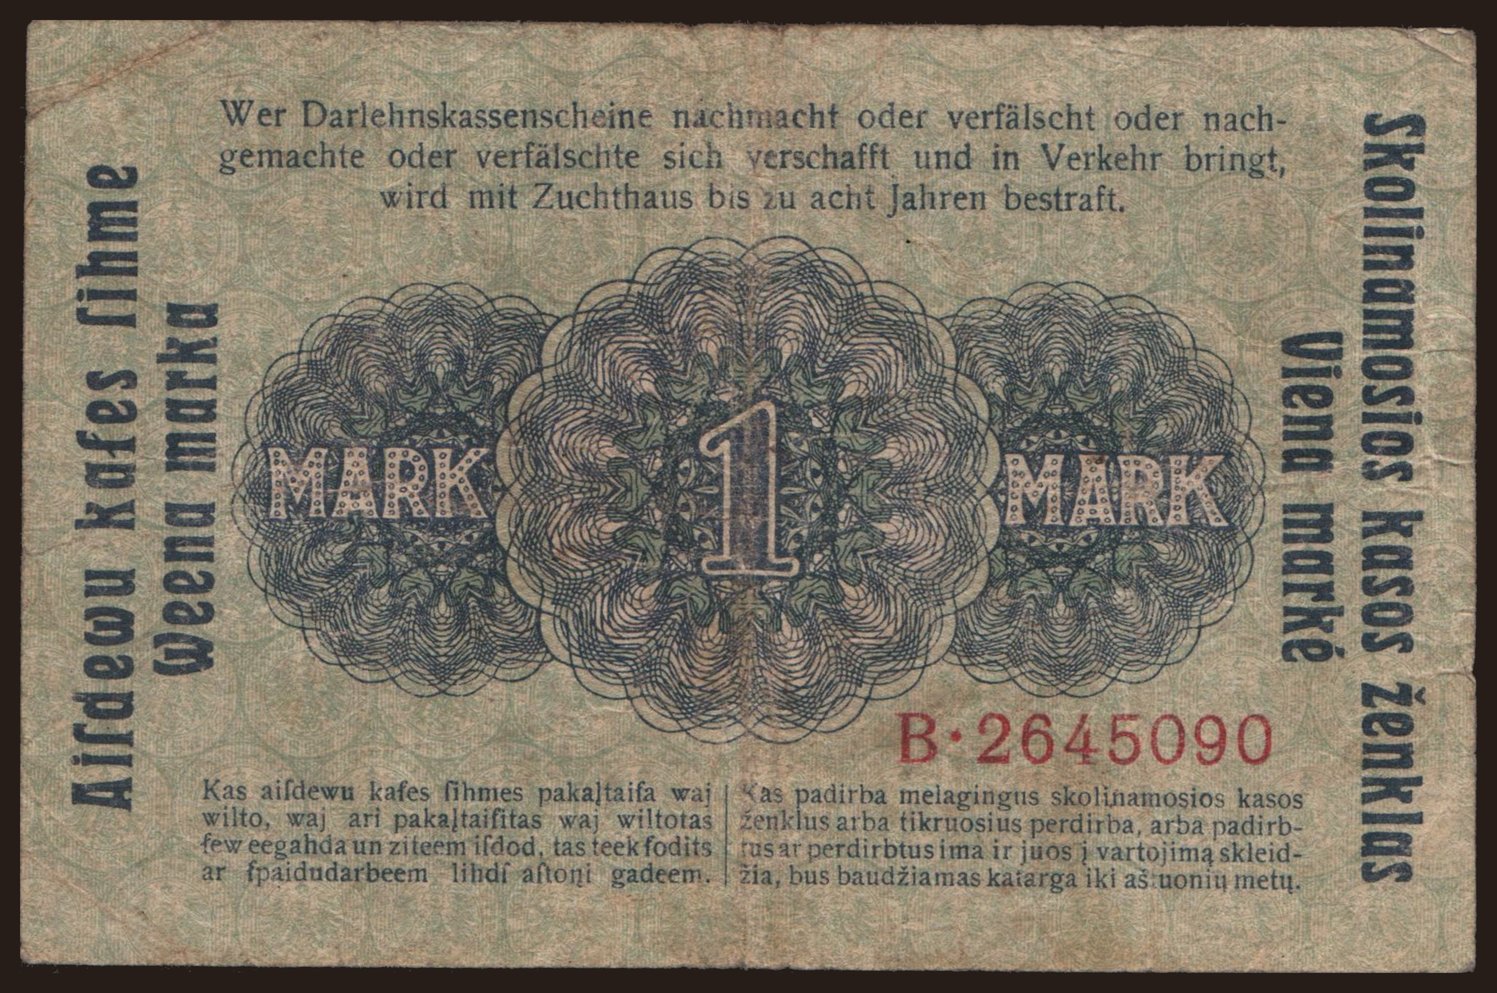 Wer Darlehnskassenscheine nachmacht oder verfälscht oder nach-
gemachte oder verfälschte sich verschafft und in Verkehr bringt,
wird mit Zuchthaus bis zu acht Jahren bestraft.
Aiſdewu kaſes ſihme
Weena marka
MARK
1
MARK
Skolinamosios kasos ženklas
Viena markė
B·2645090
Kas aiſdewu kaſes ſihmes pakaļtaiſa waj
wilto, waj ari pakaļtaiſitas waj wiltotas
ſew eegahda un ziteem iſdod, tas teek ſodits
ar ſpaidudarbeem lihdſ aſtoņi gadeem.
Kas padirba melagingus skolinamosios kasos
ženklus arba tikruosius perdirba, arba padirb-
tus ar perdirbtus ima ir juos į vartojimą skleid-
žia, bus baudžiamas katarga iki aštuonių metų.